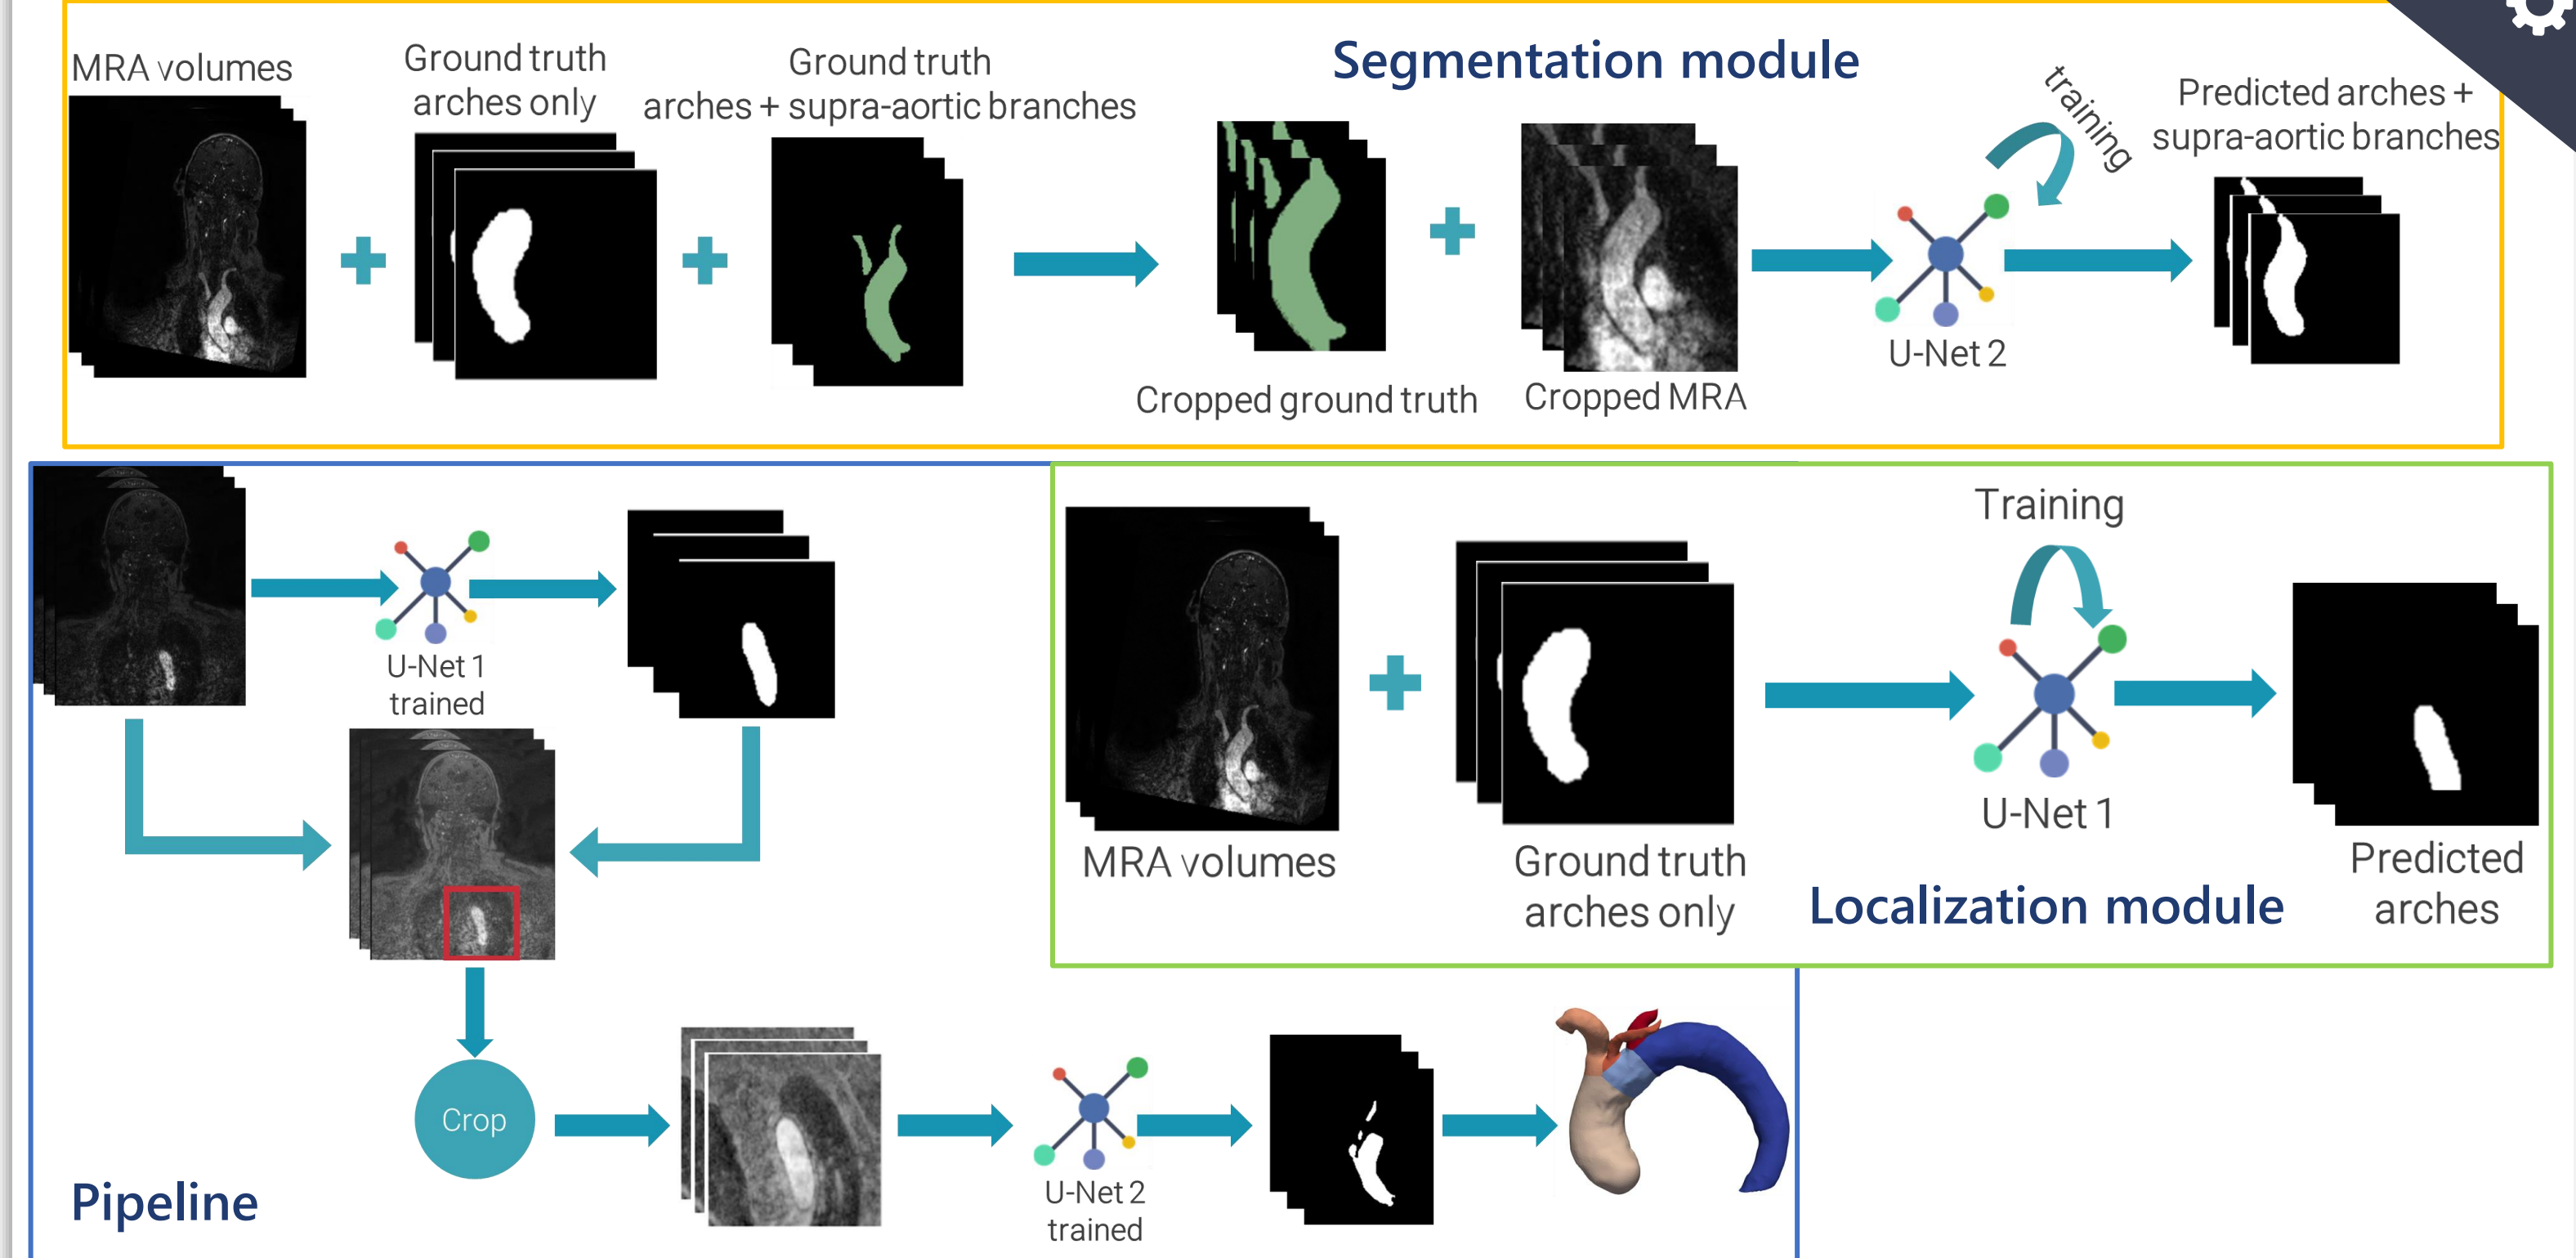 Segmentation module
MRA volumes
Ground truth
arches only
Ground truth
arches + supra-aortic branches
Cropped ground truth
Cropped MRA
training
U-Net 2
Predicted arches +
supra-aortic branches
U-Net 1
trained
Crop
U-Net 2
trained
Pipeline
MRA volumes
Ground truth
arches only
Training
U-Net 1
Predicted
arches
Localization module